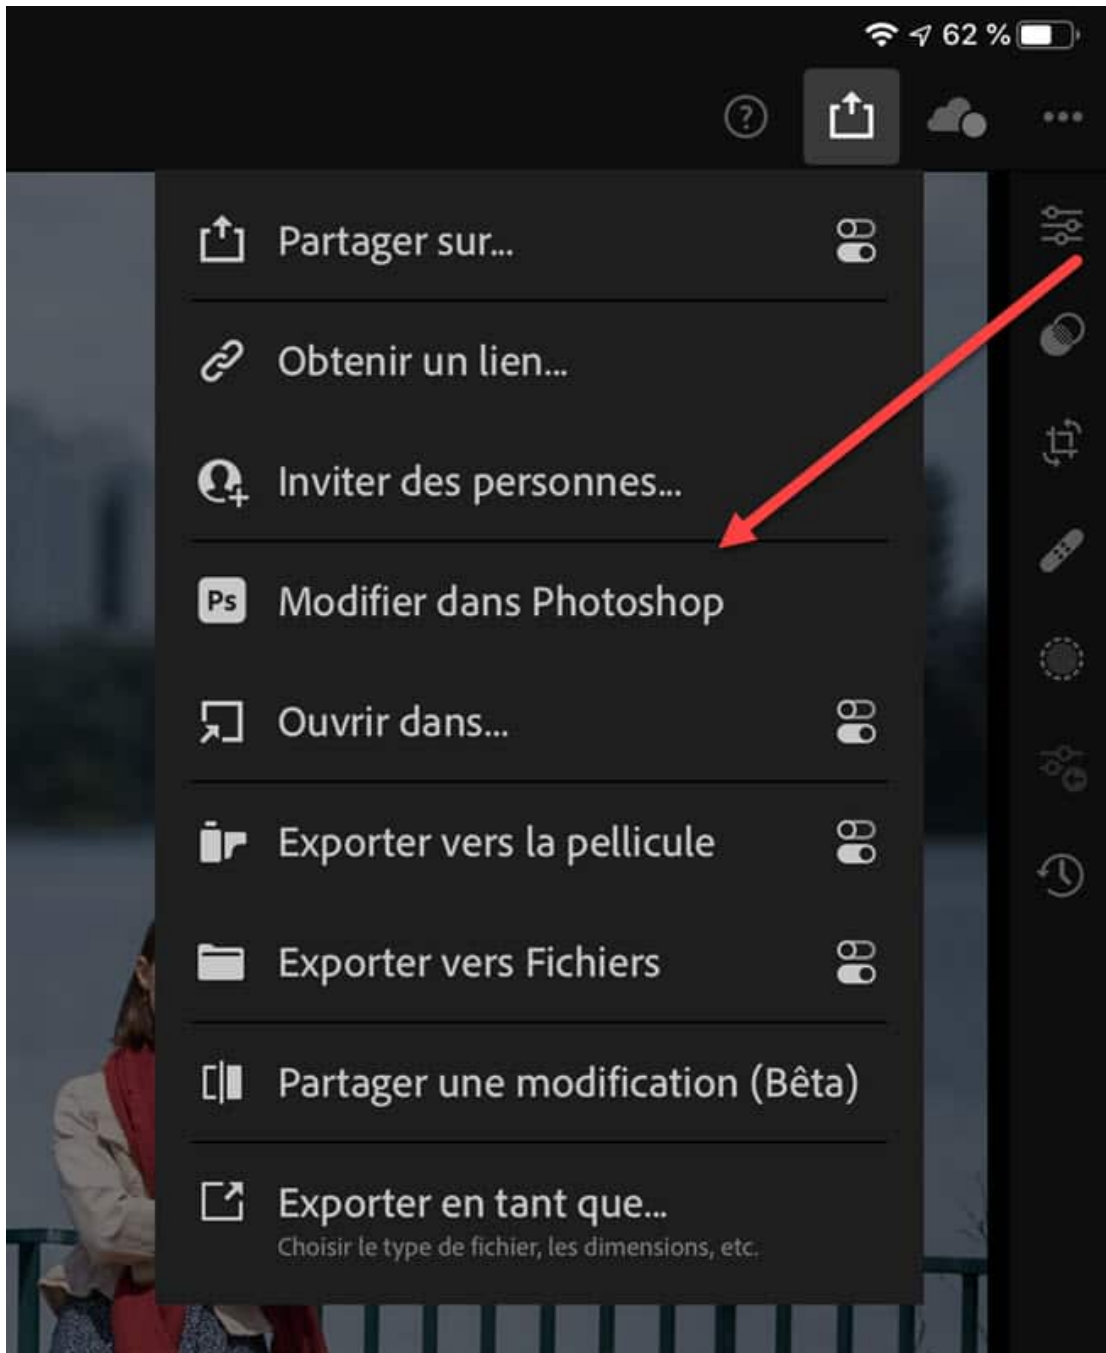 62 %
Partager sur...
Obtenir un lien...
Inviter des personnes...
Ps Modifier dans Photoshop
Ouvrir dans...
Exporter vers la pellicule
Exporter vers Fichiers
Partager une modification (Bêta)
Exporter en tant que...
Choisir le type de fichier, les dimensions, etc.